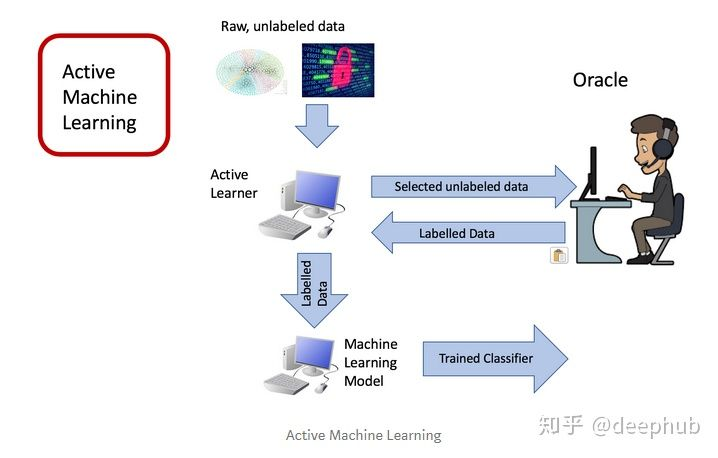 Raw, unlabeled data
Active
Machine
Learning
Oracle
Active
Learner
Selected unlabeled data
Labelled Data
Labelled
Data
Machine
Learning
Model
Trained Classifier
知乎 @deephub
Active Machine Learning